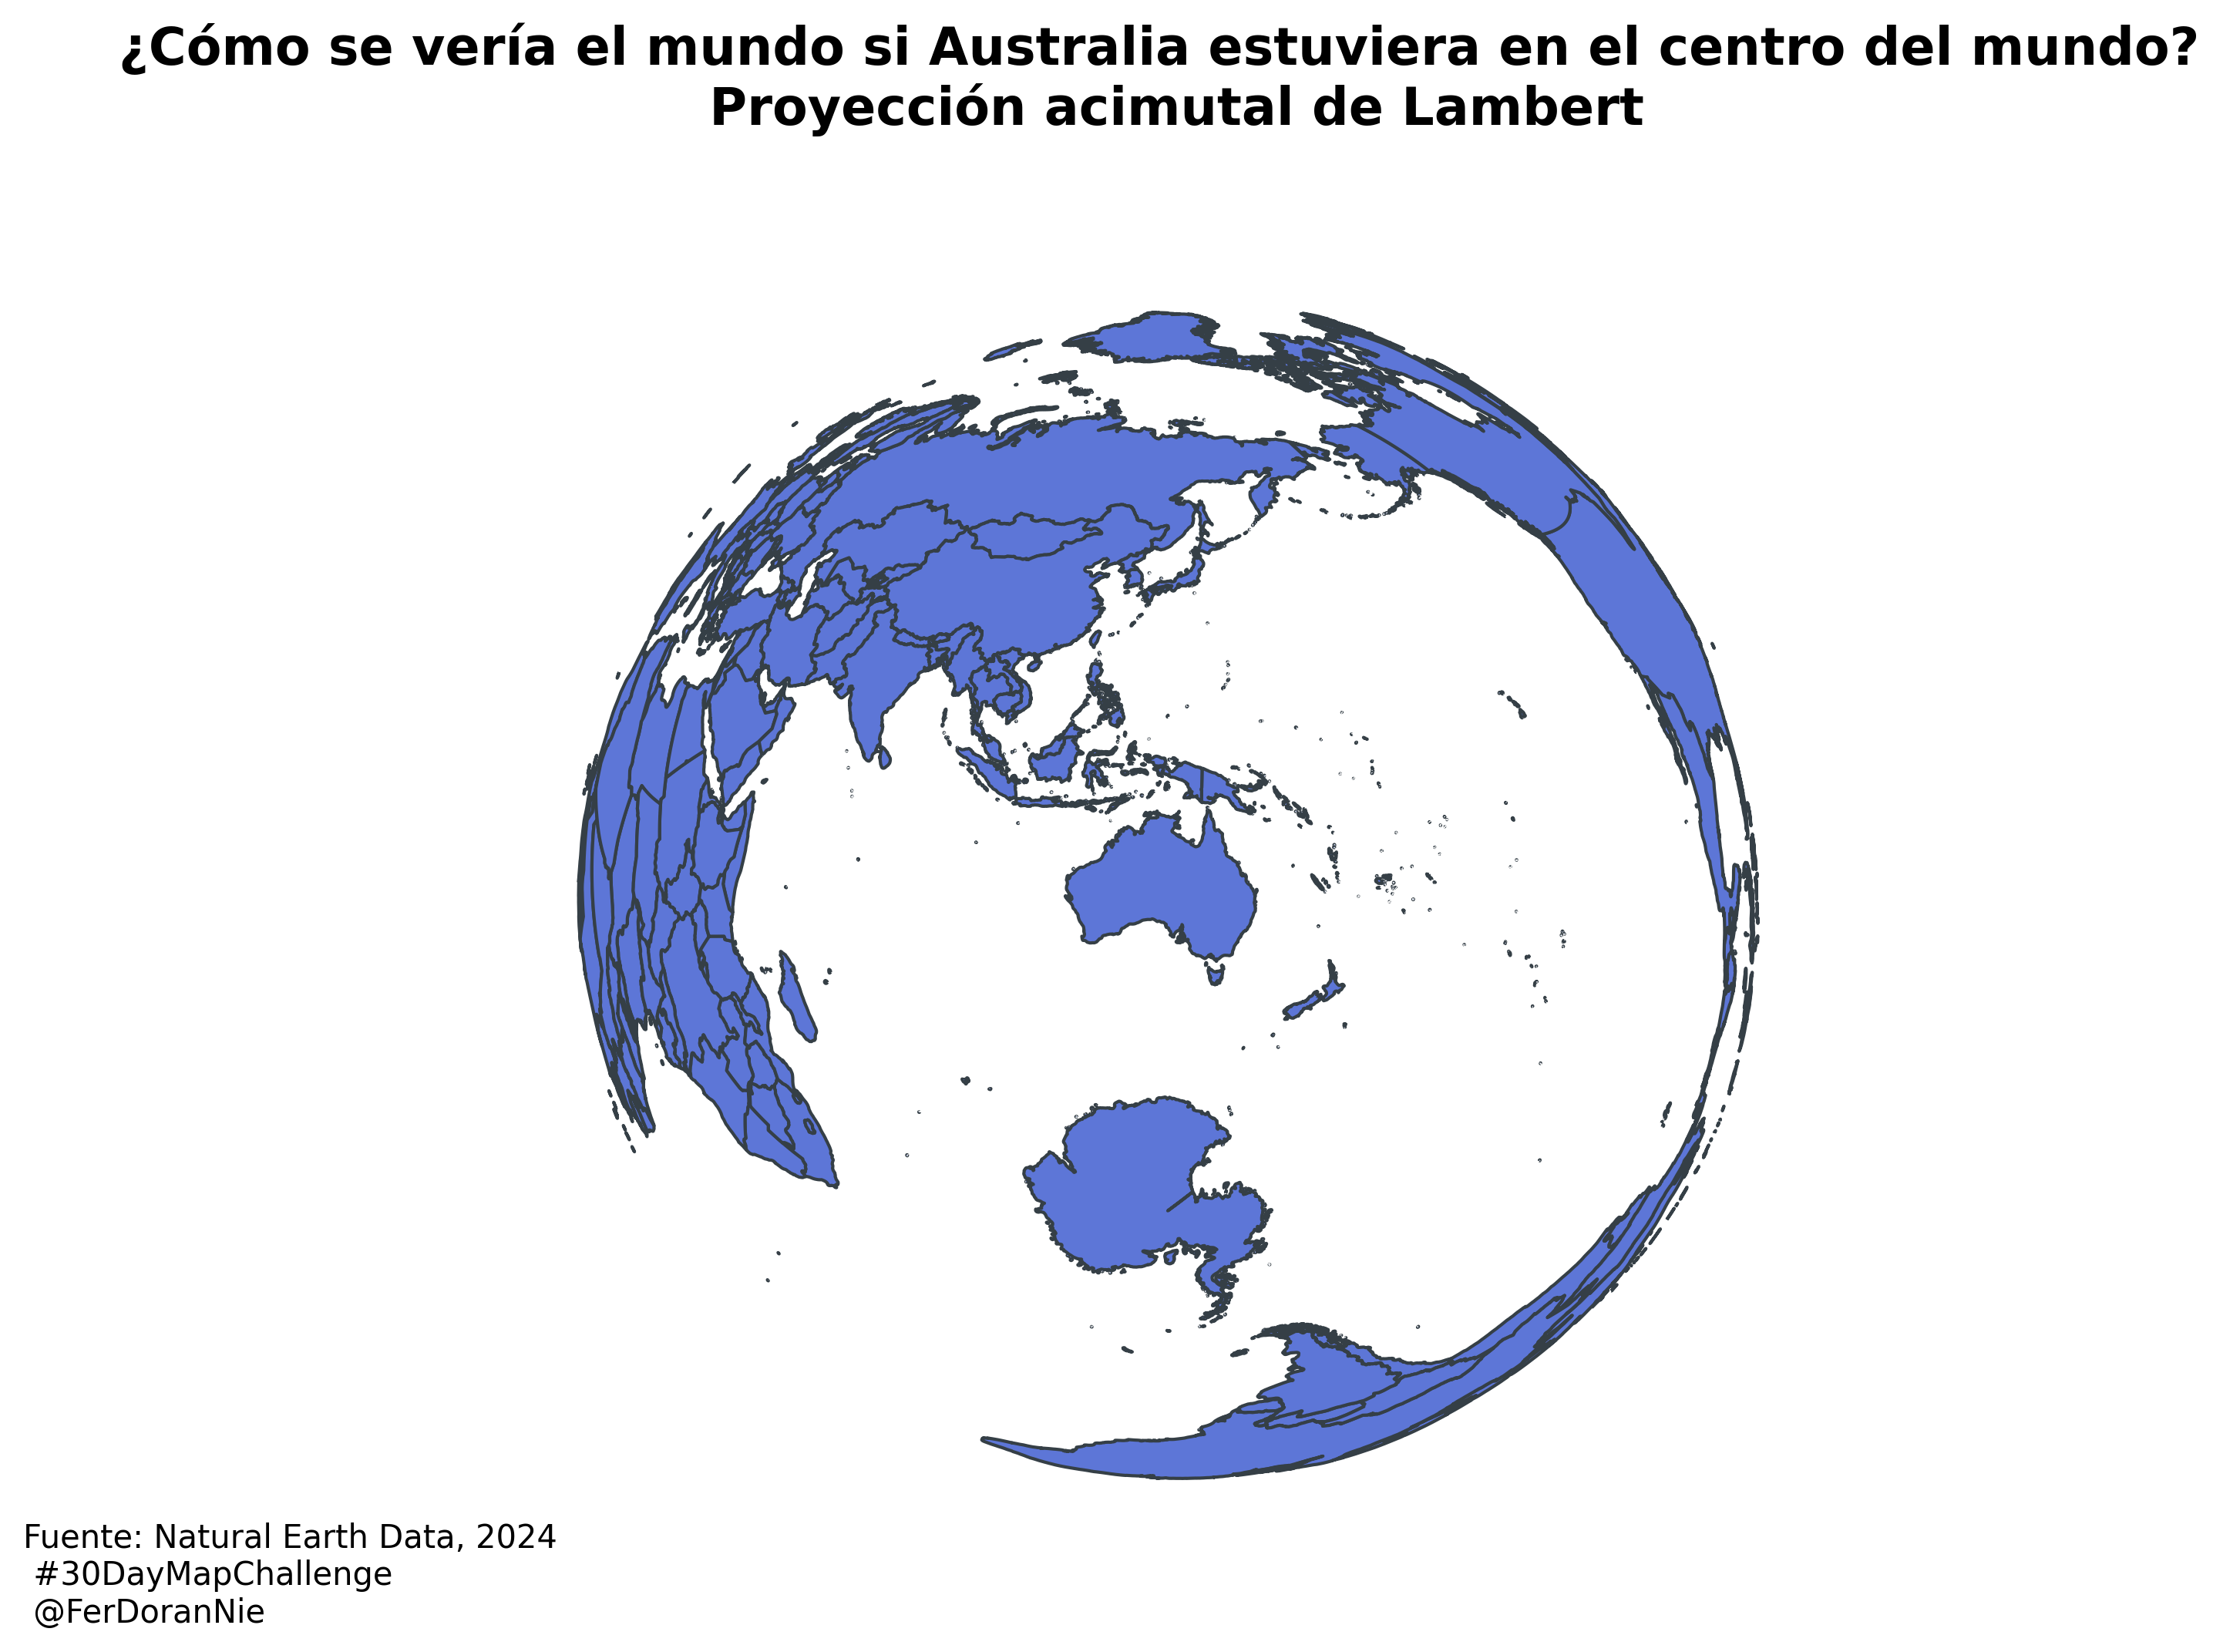 ¿Cómo se vería el mundo si Australia estuviera en el centro del mundo?
Proyección acimutal de Lambert
Fuente: Natural Earth Data, 2024
#30DayMapChallenge
@FerDoranNie